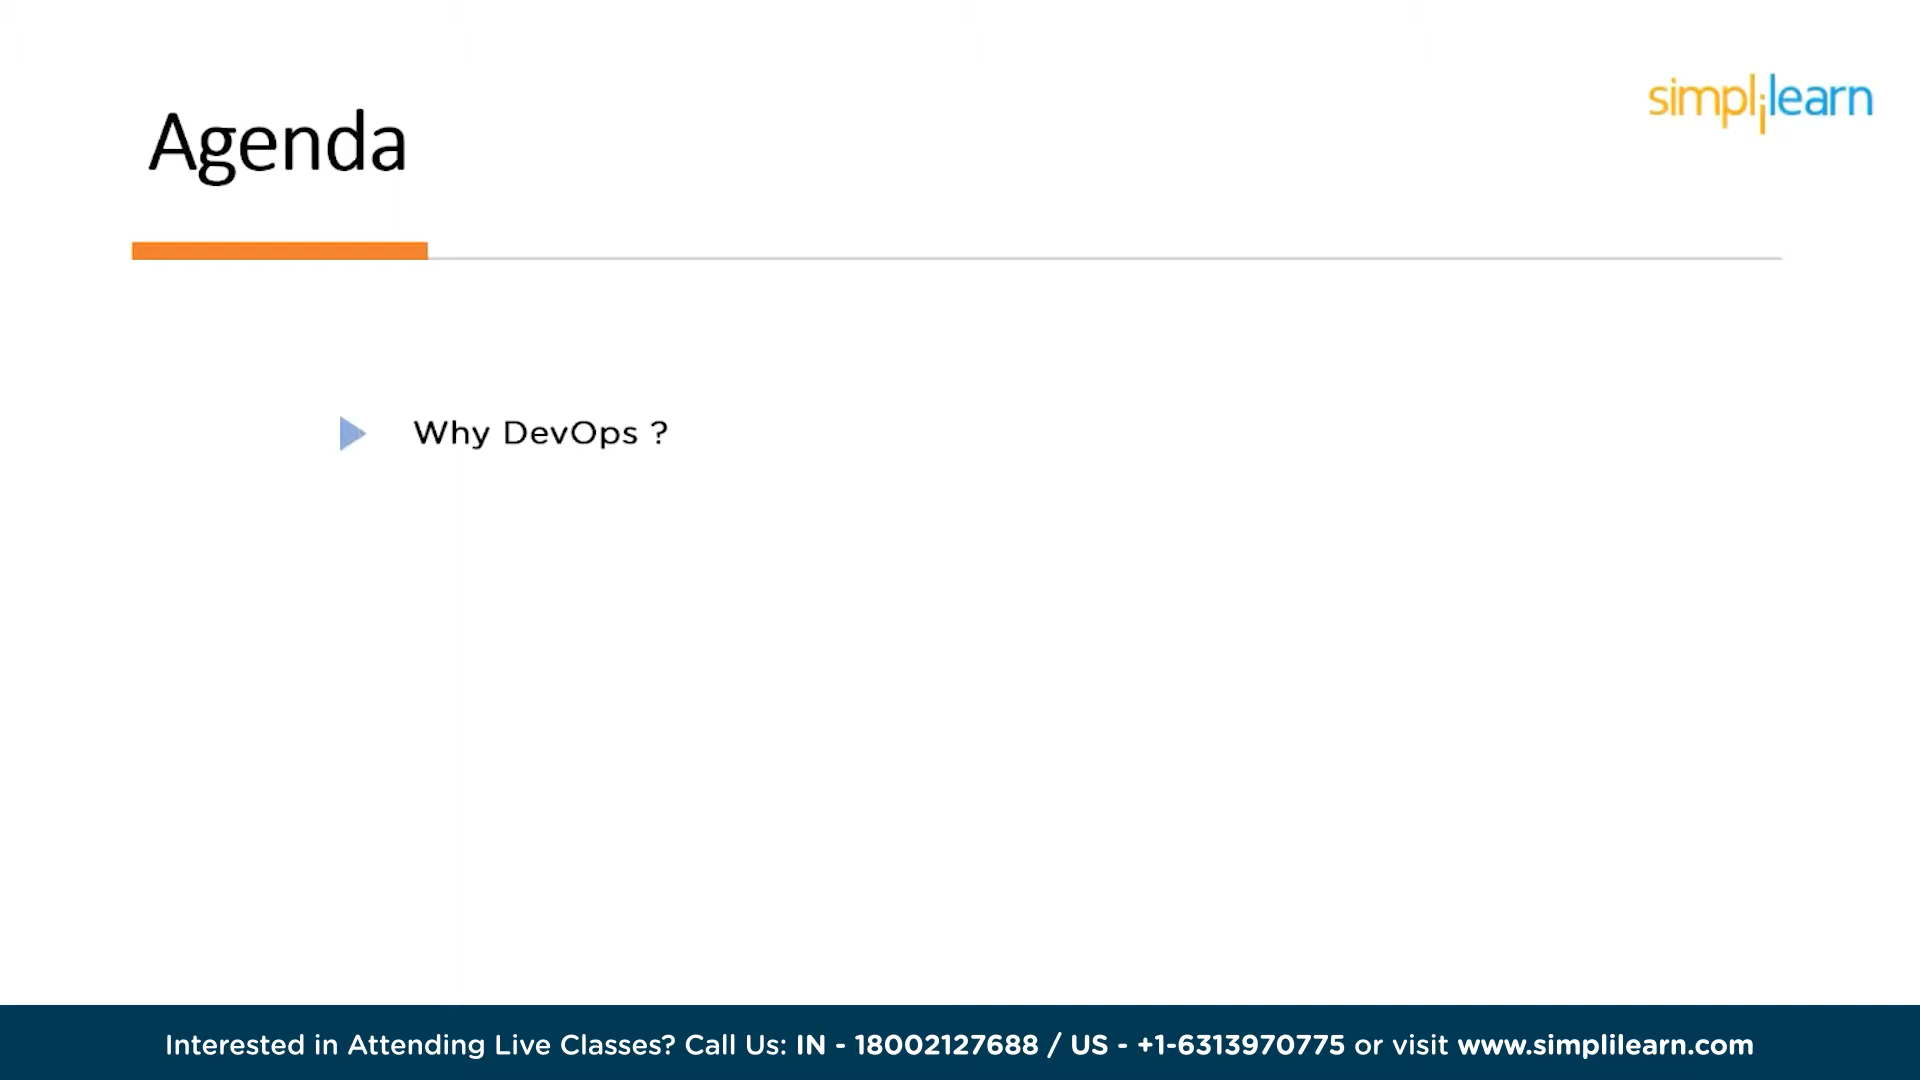 simplilearn
Agenda
Why DevOps ?
Interested in Attending Live Classes? Call Us: IN - 18002127688 / US - +1-6313970775 or visit www.simplilearn.com